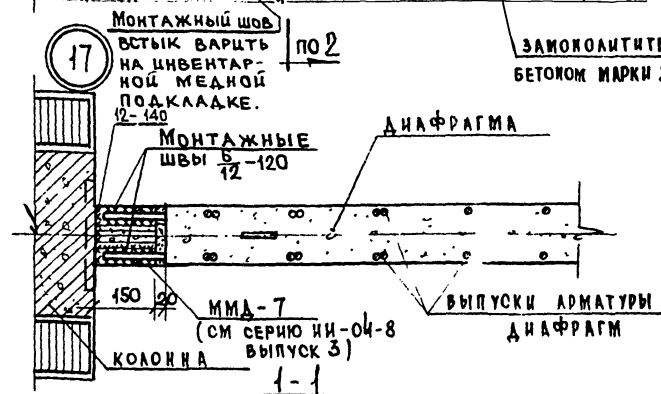 17
МОНТАЖНЫЙ ШОВ
ВСТЫК ВАРИТЬ
НА ИНВЕНТАР-
НОЙ МЕДНОЙ
ПОДКЛАДКЕ.
ПО 2
ЗАМОНОЛИТИТЬ
БЕТОНОМ МАРКИ
12-140
МОНТАЖНЫЕ
ШВЫ 6/12-120
ДИАФРАГМА
150
20
ММД-7
(СМ СЕРИЮ ИИ-04-8
ВЫПУСК 3)
ВЫПУСКИ АРМАТУРЫ
ДИАФРАГМ
КОЛОННА
1-1